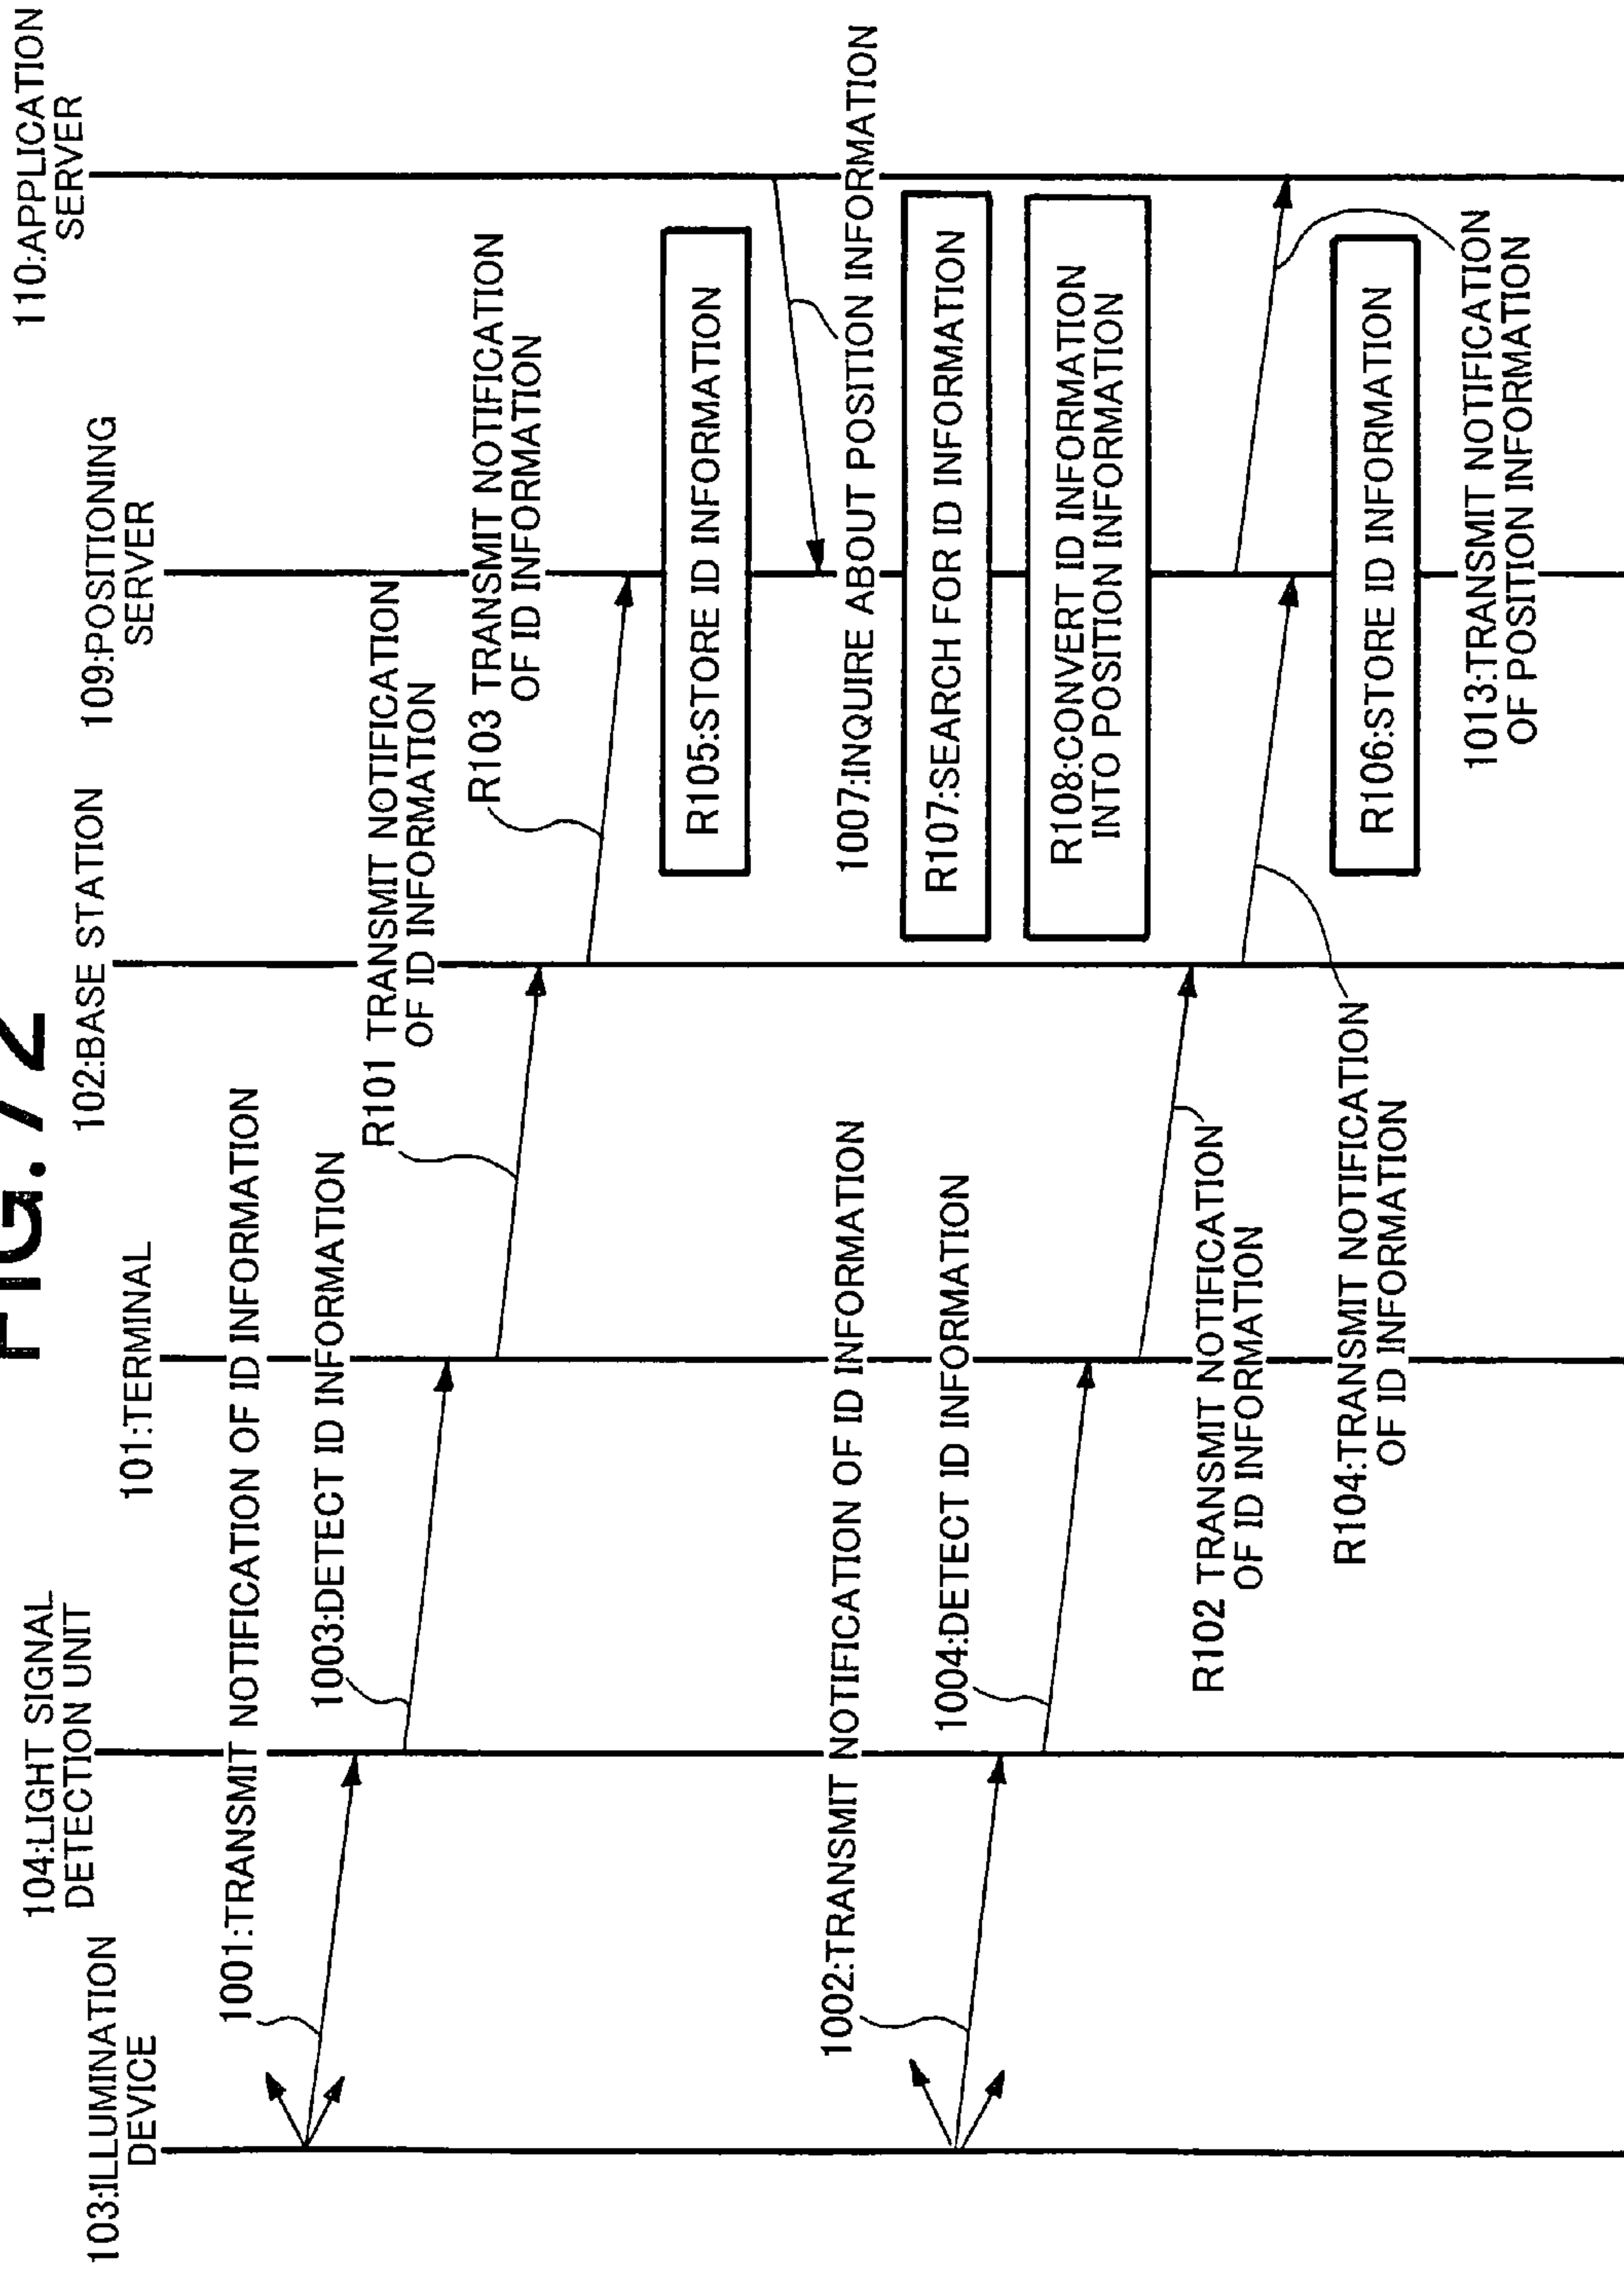 FIG. 72
103:ILLUMINATION
DEVICE
104:LIGHT SIGNAL
DETECTION UNIT
101:TERMINAL
102:BASE STATION
109:POSITIONING
SERVER
110:APPLICATION
SERVER
1001:TRANSMIT NOTIFICATION OF ID INFORMATION
1003:DETECT ID INFORMATION
R101 TRANSMIT NOTIFICATION
OF ID INFORMATION
R103 TRANSMIT NOTIFICATION
OF ID INFORMATION
R105:STORE ID INFORMATION
1007:INQUIRE ABOUT POSITION INFORMATION
1002:TRANSMIT NOTIFICATION OF ID INFORMATION
R107:SEARCH FOR ID INFORMATION
1004:DETECT ID INFORMATION
R108:CONVERT ID INFORMATION
INTO POSITION INFORMATION
R102 TRANSMIT NOTIFICATION
OF ID INFORMATION
R104:TRANSMIT NOTIFICATION
OF ID INFORMATION
R106:STORE ID INFORMATION
1013:TRANSMIT NOTIFICATION
OF POSITION INFORMATION